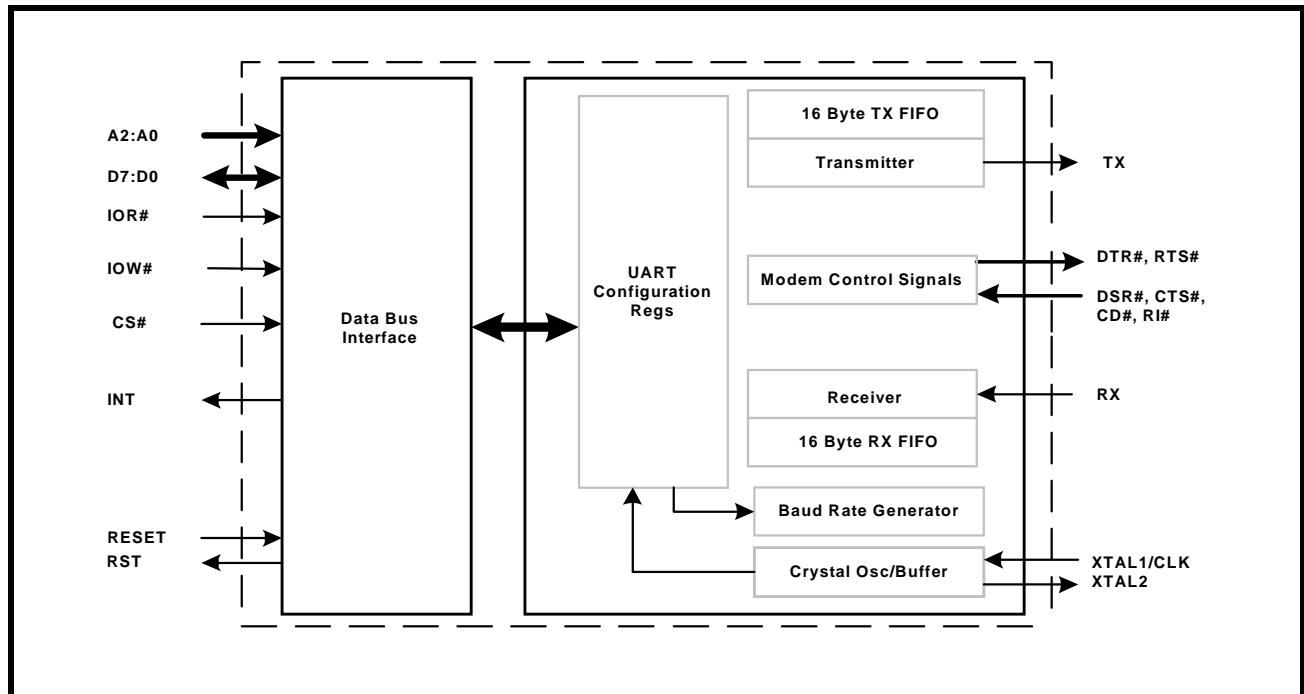 A2:A0
D7:D0
IOR#
IOW#
CS#
INT
RESET
RST
Data Bus
Interface
UART
Configuration
Regs
16 Byte TX FIFO
Transmitter
Modem Control Signals
Receiver
16 Byte RX FIFO
Baud Rate Generator
Crystal Osc/Buffer
TX
DTR#, RTS#
DSR#, CTS#,
CD#, RI#
RX
XTAL1/CLK
XTAL2